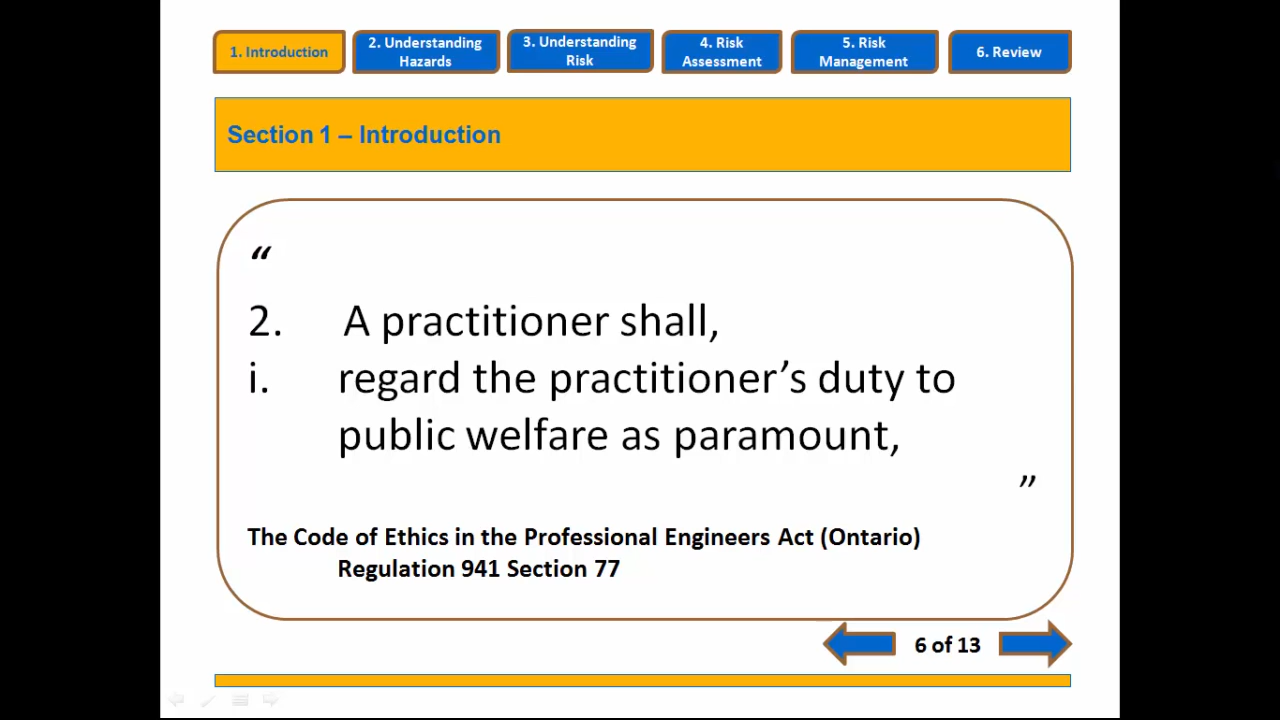 1. Introduction
2. Understanding
Hazards
3. Understanding
Risk
4. Risk
Assessment
5. Risk
Management
6. Review
Section 1 – Introduction
“
2. A practitioner shall,
i. regard the practitioner’s duty to
public welfare as paramount,
”
The Code of Ethics in the Professional Engineers Act (Ontario)
Regulation 941 Section 77
6 of 13